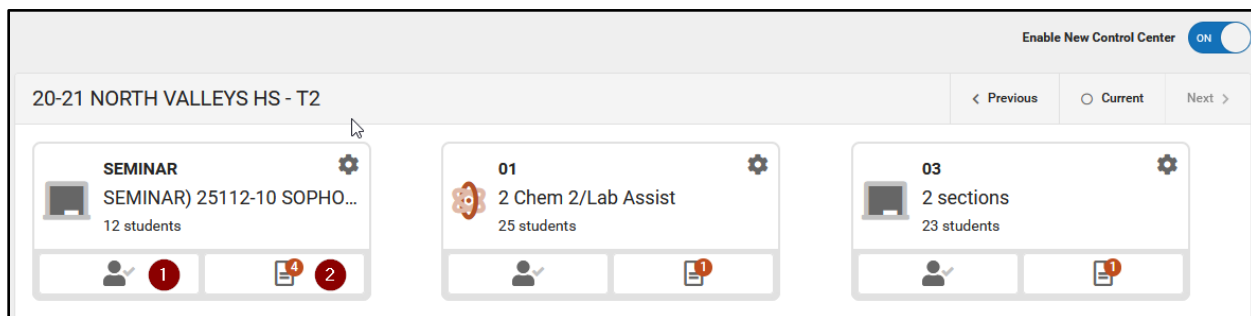 Enable New Control Center ON
20-21 NORTH VALLEYS HS - T2
< Previous
Current
Next >
SEMINAR
SEMINAR) 25112-10 SOPHO...
12 students
1
4
2
01
2 Chem 2/Lab Assist
25 students
1
03
2 sections
23 students
1